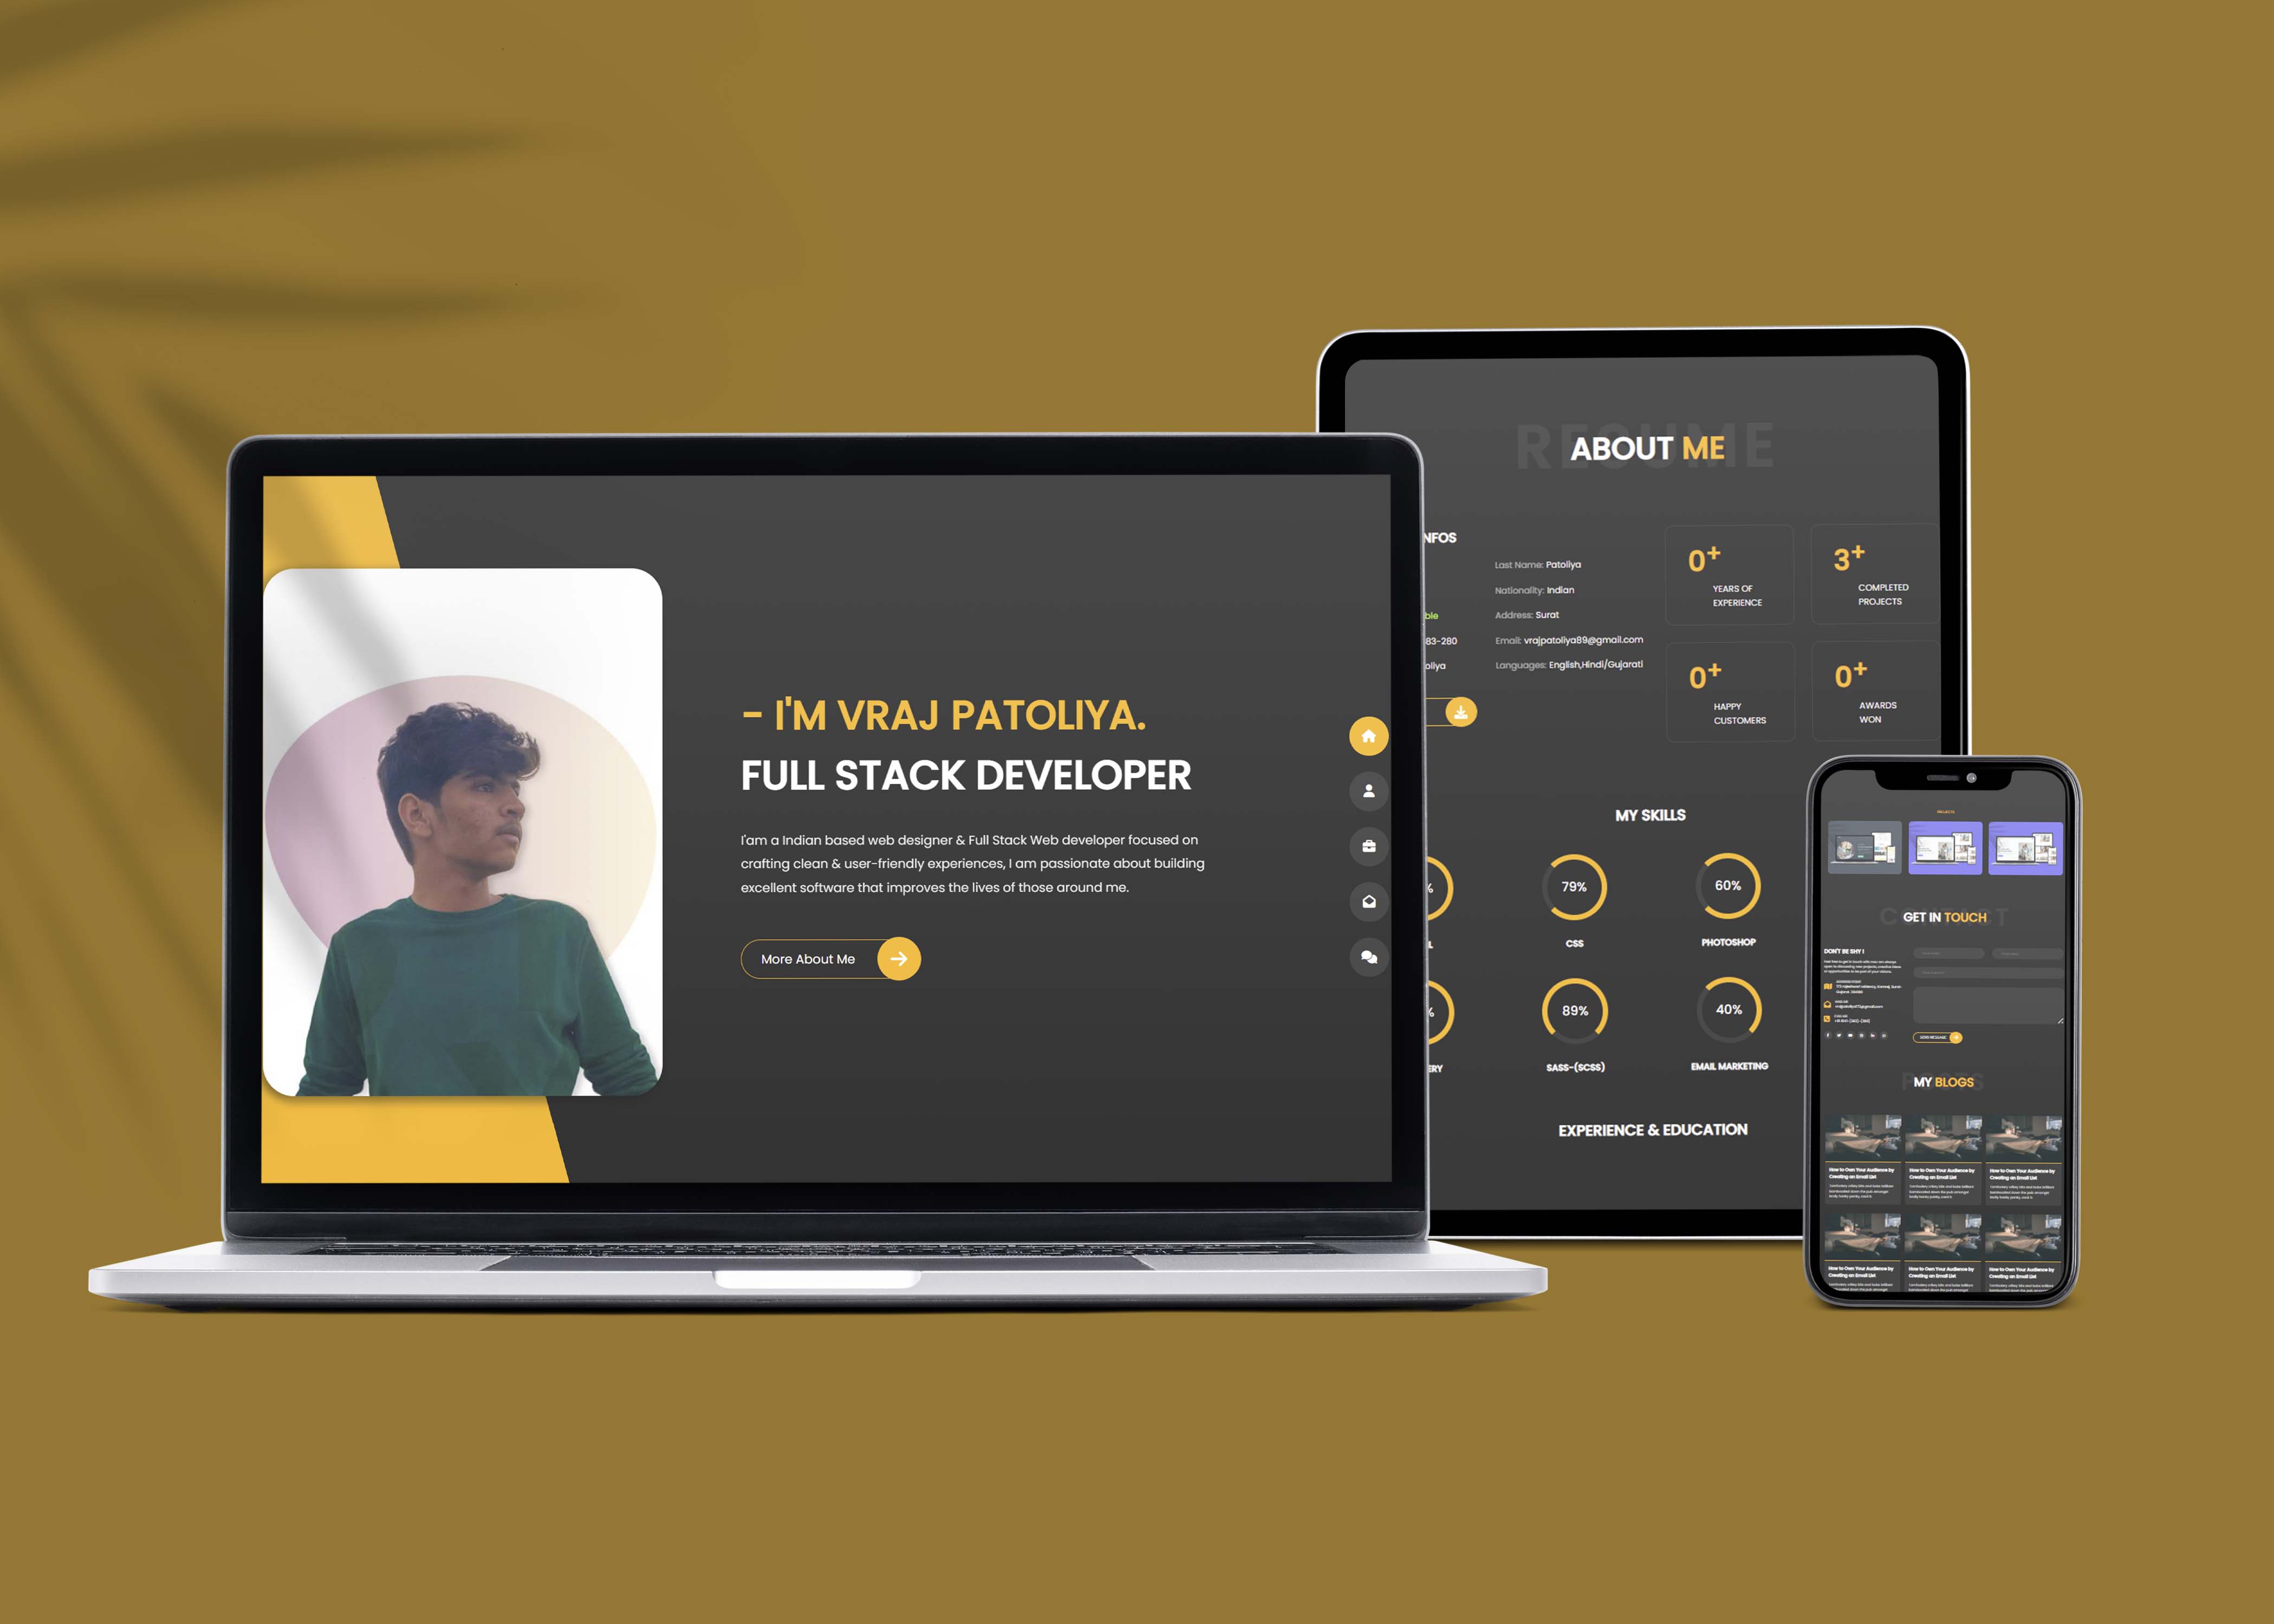 - I'M VRAJ PATOLIYA.
FULL STACK DEVELOPER
I'am a Indian based web designer & Full Stack Web developer focused on
crafting clean & user-friendly experiences, I am passionate about building
excellent software that improves the lives of those around me.
More About Me
RESUME
ABOUT ME
NFOS
ble
83-280
oliya
Last Name: Patoliya
Nationality: Indian
Address: Surat
Email: vrajpatoliya89@gmail.com
Languages: English,Hindi/Gujarati
0+
YEARS OF
EXPERIENCE
3+
COMPLETED
PROJECTS
0+
HAPPY
CUSTOMERS
0+
AWARDS
WON
MY SKILLS
%
79%
60%
L
CSS
PHOTOSHOP
%
89%
40%
ERY
SASS-(SCSS)
EMAIL MARKETING
EXPERIENCE & EDUCATION
PROJECTS
CONTACT
GET IN TOUCH
DON'T BE SHY !
SEND MESSAGE
MY BLOGS
How to Own Your Audience by
Creating an Email List
How to Own Your Audience by
Creating an Email List
How to Own Your Audience by
Creating an Email List
How to Own Your Audience by
Creating an Email List
How to Own Your Audience by
Creating an Email List
How to Own Your Audience by
Creating an Email List